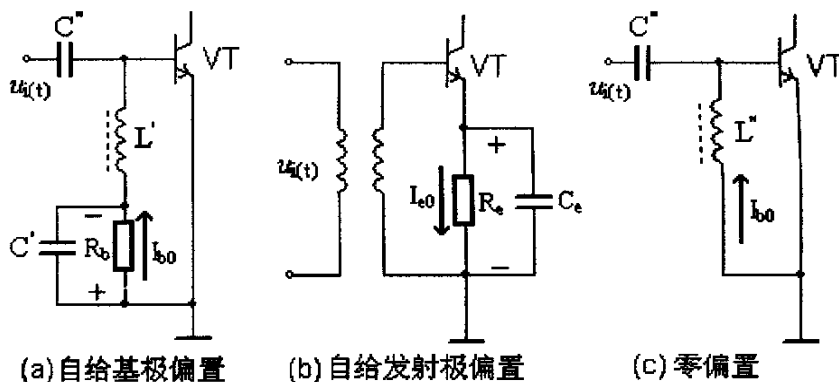 C"
VT
u_i(t)
L'
C'
−
R_b
+
I_b0
(a)自给基极偏置
VT
u_i(t)
+
I_e0
R_e
C_e
−
(b)自给发射极偏置
C"
VT
u_i(t)
L"
I_b0
(c)零偏置